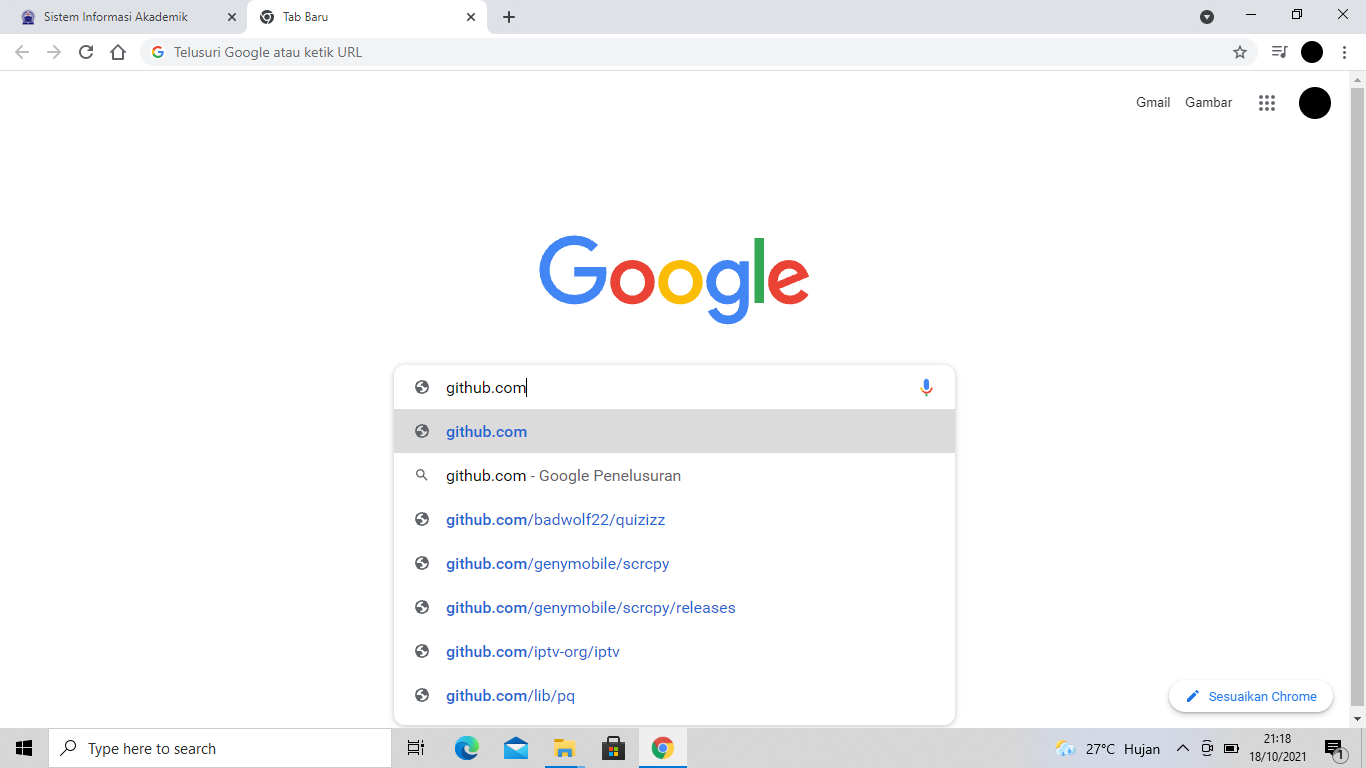 Sistem Informasi Akademik
Tab Baru
Telusuri Google atau ketik URL
Gmail
Gambar
Google
github.com
github.com
github.com - Google Penelusuran
github.com/badwolf22/quizizz
github.com/genymobile/scrcpy
github.com/genymobile/scrcpy/releases
github.com/iptv-org/iptv
github.com/lib/pq
Sesuaikan Chrome
Type here to search
27°C Hujan
21:18
18/10/2021
1